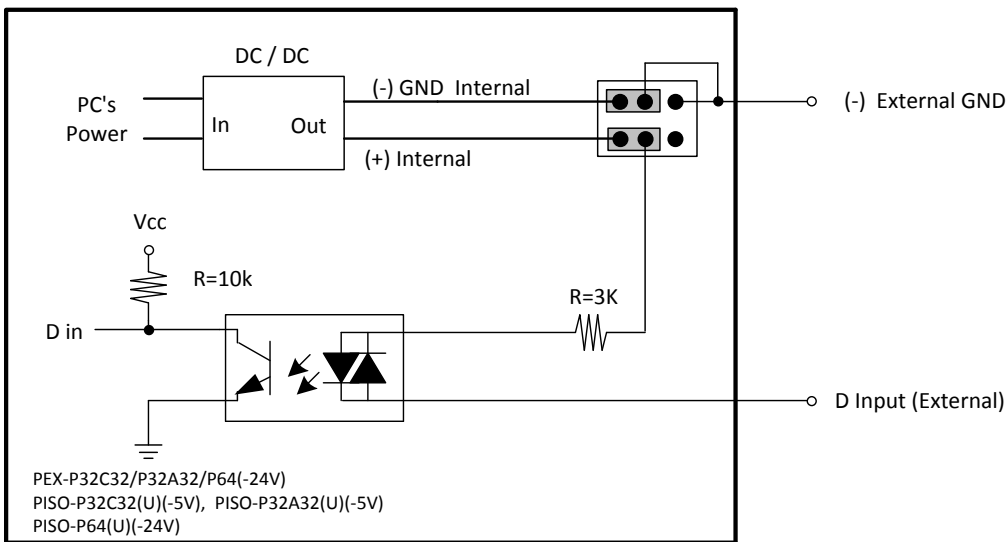 DC / DC
(-) GND Internal
PC's
Power
In
Out
(-) External GND
(+) Internal
Vcc
R=10k
R=3K
D in
D Input (External)
PEX-P32C32/P32A32/P64(-24V)
PISO-P32C32(U)(-5V), PISO-P32A32(U)(-5V)
PISO-P64(U)(-24V)